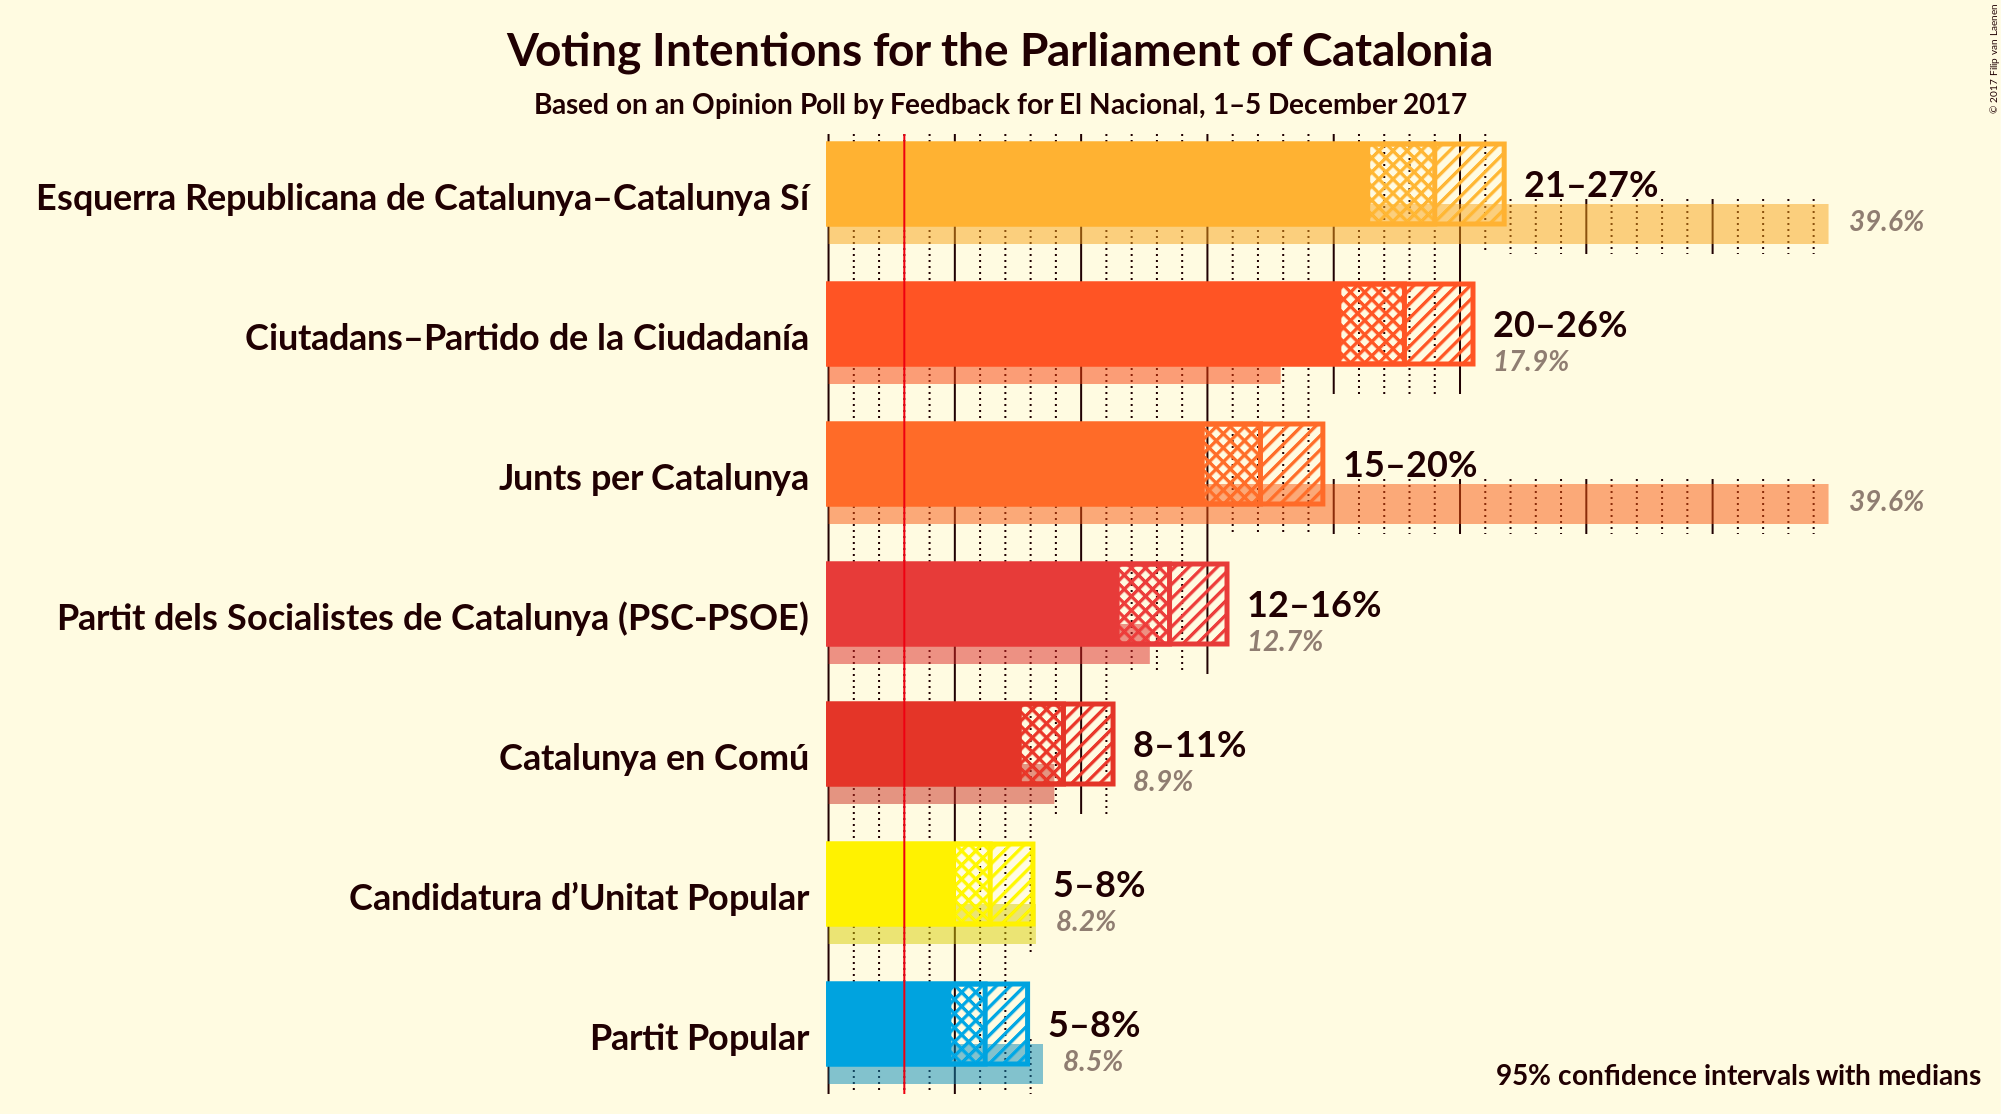 Voting Intentions for the Parliament of Catalonia
Based on an Opinion Poll by Feedback for El Nacional, 1–5 December 2017
© 2017 Filip van Laenen
Esquerra Republicana de Catalunya–Catalunya Sí
21–27%
39.6%
Ciutadans–Partido de la Ciudadanía
20–26%
17.9%
Junts per Catalunya
15–20%
39.6%
Partit dels Socialistes de Catalunya (PSC-PSOE)
12–16%
12.7%
Catalunya en Comú
8–11%
8.9%
Candidatura d’Unitat Popular
5–8%
8.2%
Partit Popular
5–8%
8.5%
95% confidence intervals with medians